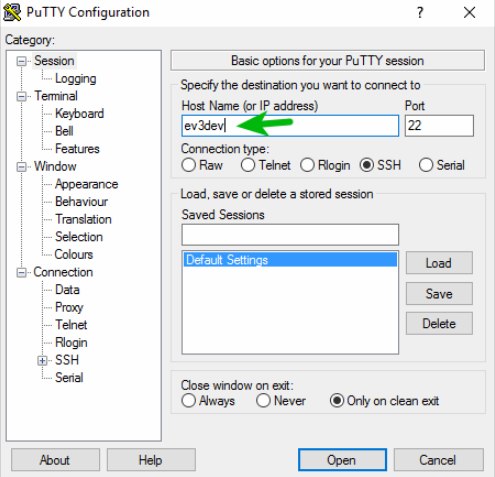 PuTTY Configuration
?
Category:
Session
Logging
Terminal
Keyboard
Bell
Features
Window
Appearance
Behaviour
Translation
Selection
Colours
Connection
Data
Proxy
Telnet
Rlogin
SSH
Serial
Basic options for your PuTTY session
Specify the destination you want to connect to
Host Name (or IP address) Port
ev3dev 22
Connection type:
Raw Telnet Rlogin SSH Serial
Load, save or delete a stored session
Saved Sessions
Default Settings
Load
Save
Delete
Close window on exit:
Always Never Only on clean exit
About Help Open Cancel